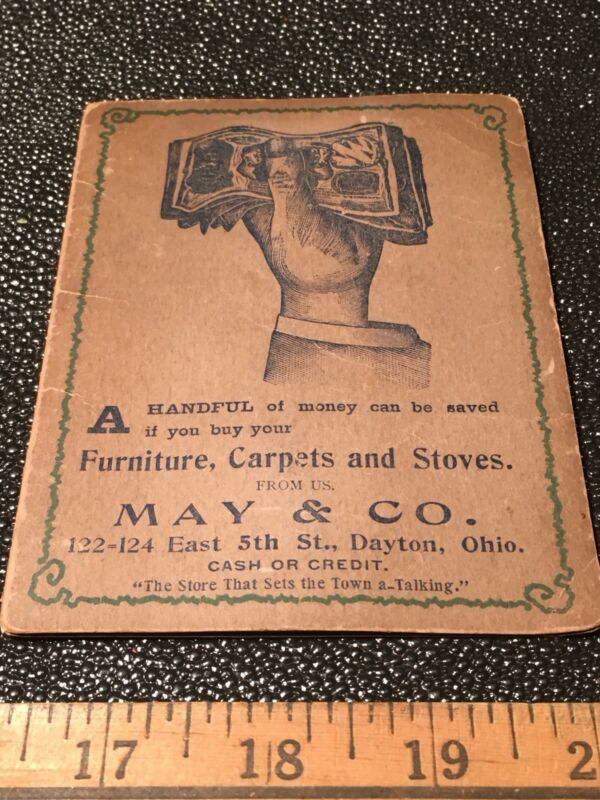 A HANDFUL of money can be saved
if you buy your
Furniture, Carpets and Stoves.
FROM US.
MAY & CO.
122=124 East 5th St., Dayton, Ohio.
CASH OR CREDIT.
"The Store That Sets the Town a-Talking."
17 18 19 2